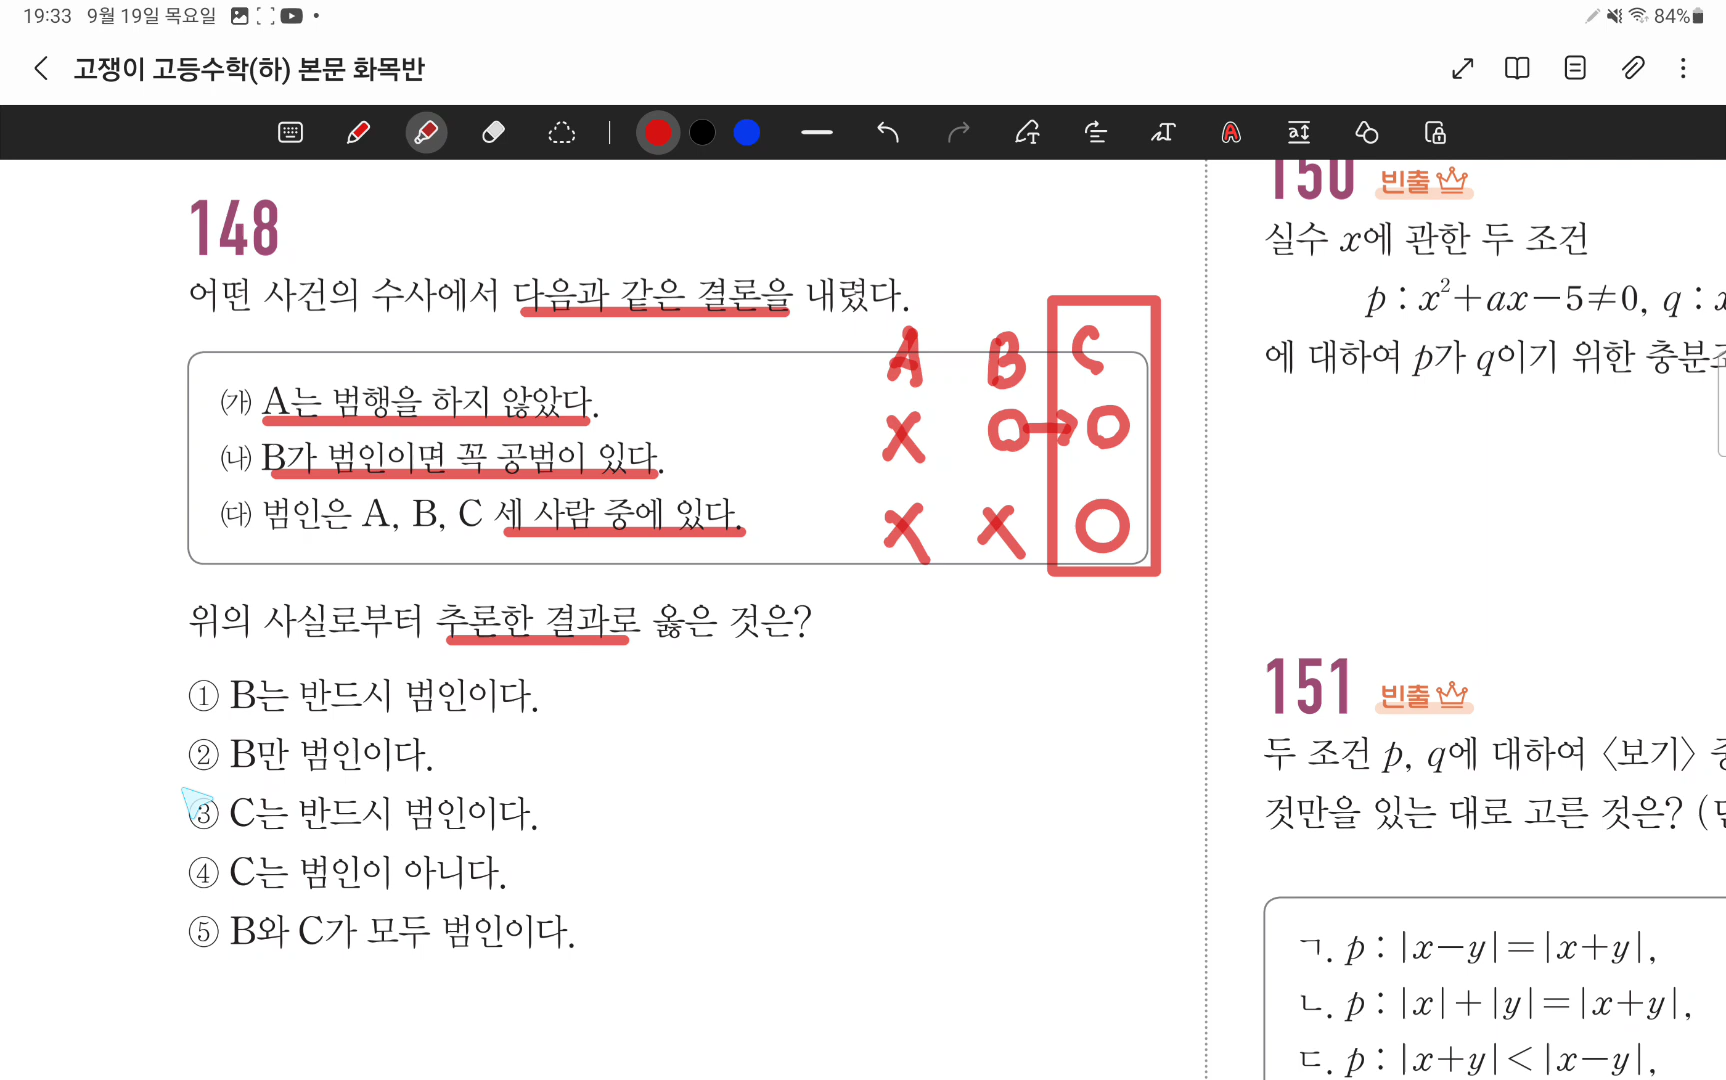 19:33 9월 19일 목요일
84%
고쟁이 고등수학(하) 본문 화목반
148
어떤 사건의 수사에서 다음과 같은 결론을 내렸다.
㈎ A는 범행을 하지 않았다.
㈏ B가 범인이면 꼭 공범이 있다.
㈐ 범인은 A, B, C 세 사람 중에 있다.
A B C
X O → O
X X O
위의 사실로부터 추론한 결과로 옳은 것은?
① B는 반드시 범인이다.
② B만 범인이다.
③ C는 반드시 범인이다.
④ C는 범인이 아니다.
⑤ B와 C가 모두 범인이다.
150 빈출
실수 x에 관한 두 조건
p : x²+ax−5≠0, q : x
에 대하여 p가 q이기 위한 충분조
151 빈출
두 조건 p, q에 대하여 〈보기〉 중
것만을 있는 대로 고른 것은? (단
ㄱ. p : |x−y|=|x+y|,
ㄴ. p : |x|+|y|=|x+y|,
ㄷ. p : |x+y|<|x−y|,